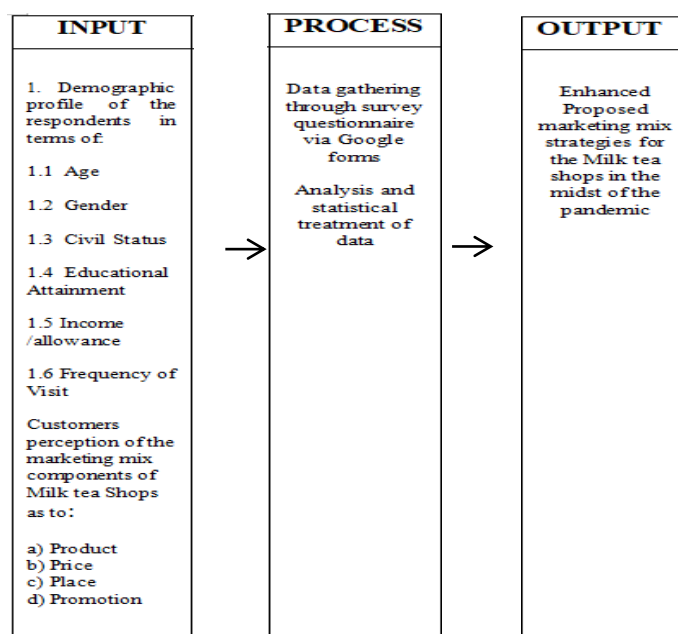 INPUT
1. Demographic
profile of the
respondents in
terms of:
1.1 Age
1.2 Gender
1.3 Civil Status
1.4 Educational
Attainment
1.5 Income
/allowance
1.6 Frequency of
Visit
Customers
perception of the
marketing mix
components of
Milk tea Shops
as to:
a) Product
b) Price
c) Place
d) Promotion
PROCESS
Data gathering
through survey
questionnaire
via Google
forms
Analysis and
statistical
treatment of
data
OUTPUT
Enhanced
Proposed
marketing mix
strategies for
the Milk tea
shops in the
midst of the
pandemic